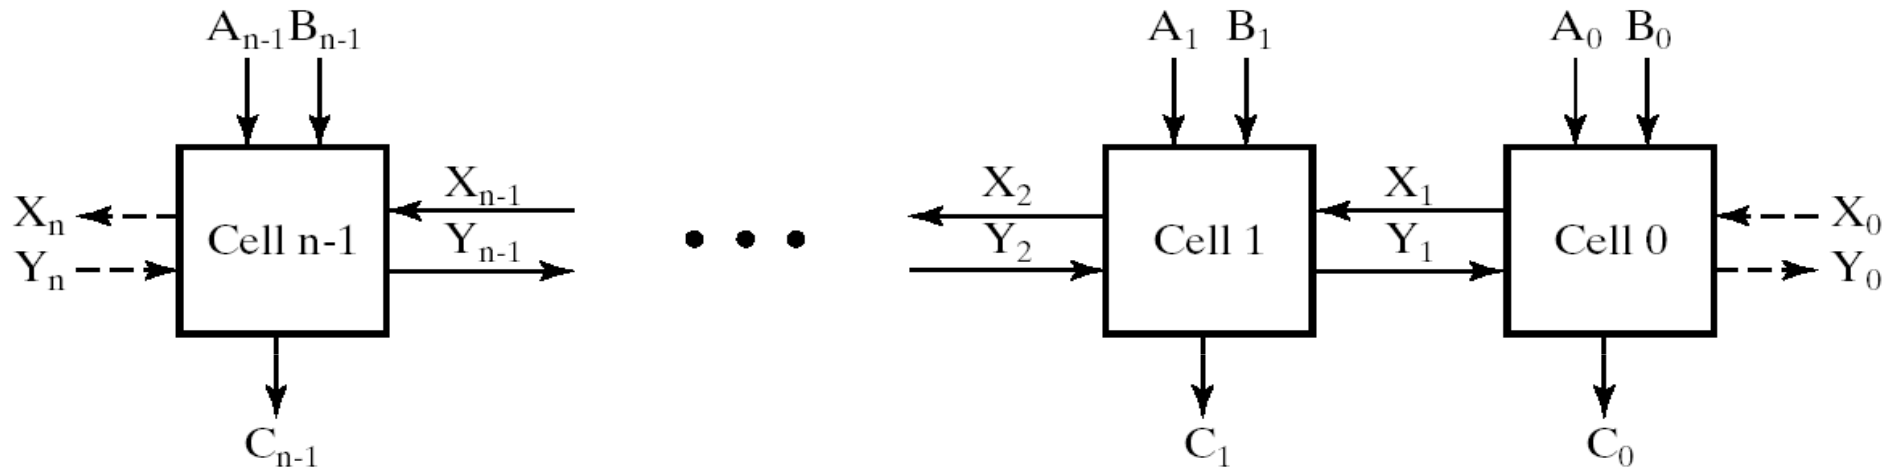 Aₙ₋₁ Bₙ₋₁ A₁ B₁ A₀ B₀
Xₙ Xₙ₋₁ X₂ X₁ X₀
Cell n-1 Cell 1 Cell 0
Yₙ Yₙ₋₁ Y₂ Y₁ Y₀
Cₙ₋₁ C₁ C₀